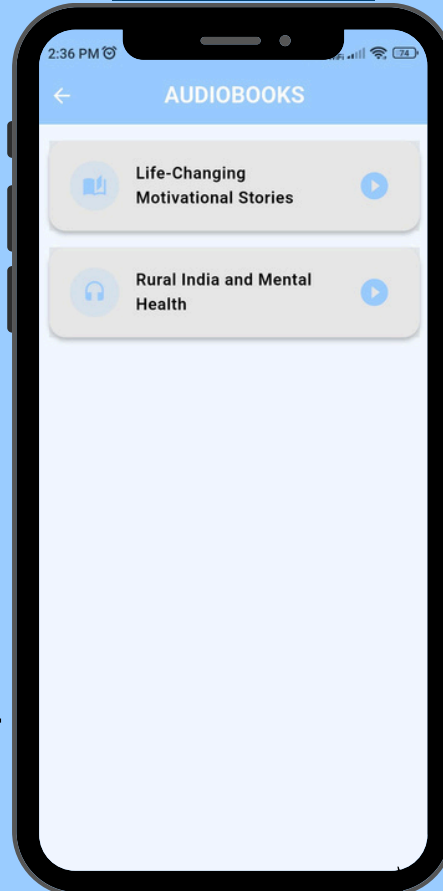 2:36 PM
74
AUDIOBOOKS
Life-Changing
Motivational Stories
Rural India and Mental
Health